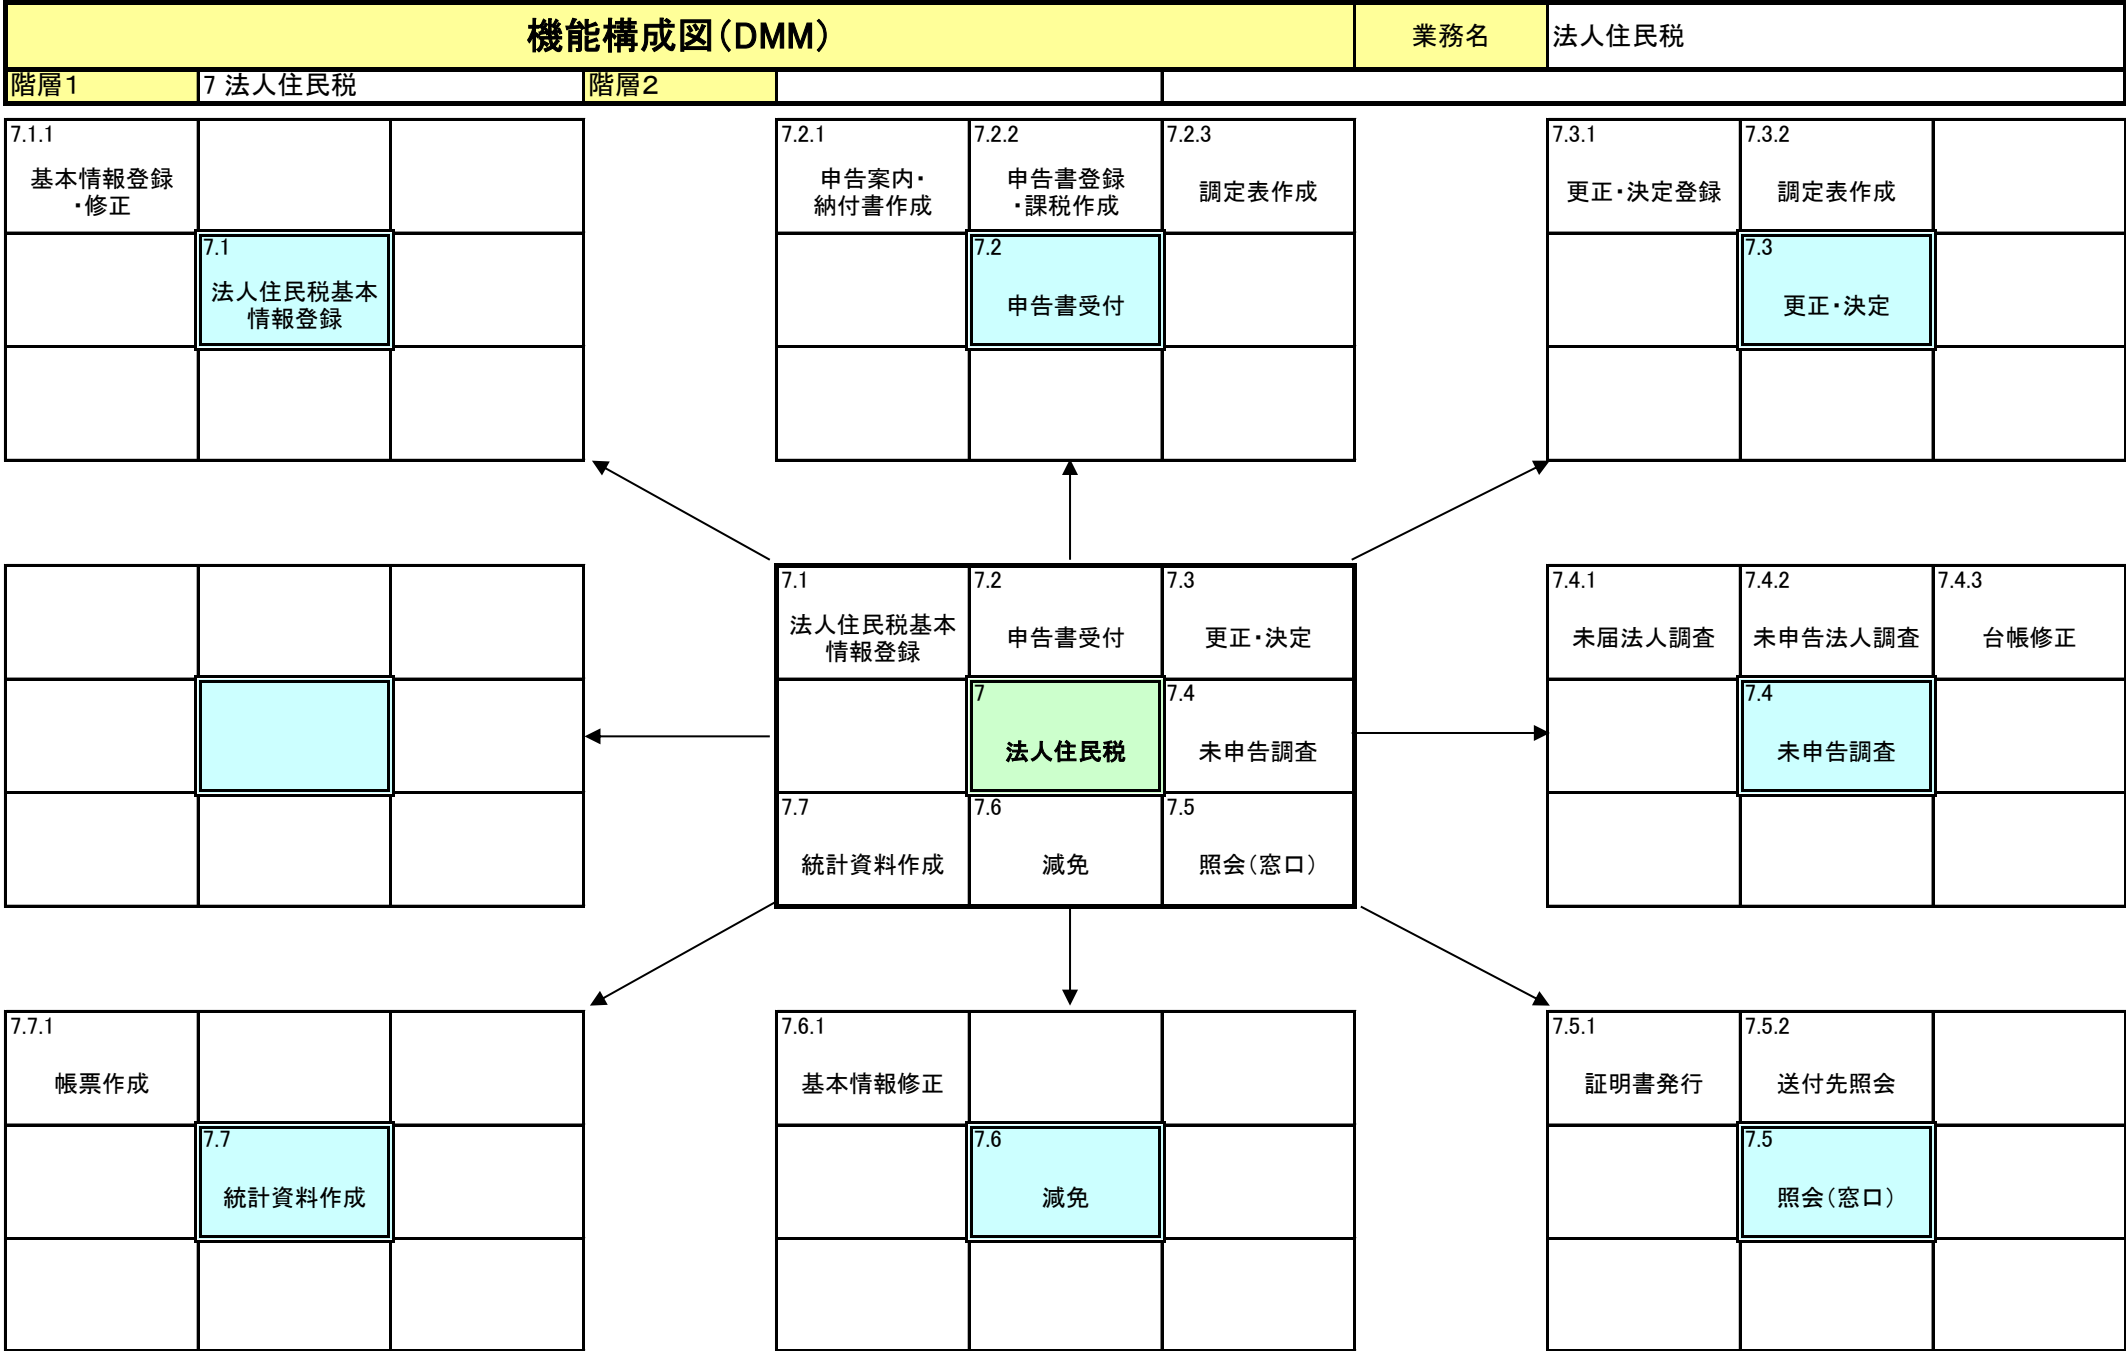 機能構成図(DMM)
業務名
法人住民税
階層1
7 法人住民税
階層2
7.1.1
基本情報登録
・修正
7.1
法人住民税基本
情報登録
7.2.1
申告案内・
納付書作成
7.2.2
申告書登録
・課税作成
7.2.3
調定表作成
7.2
申告書受付
7.3.1
更正・決定登録
7.3.2
調定表作成
7.3
更正・決定
7.1
法人住民税基本
情報登録
7.2
申告書受付
7.3
更正・決定
7
法人住民税
7.4
未申告調査
7.7
統計資料作成
7.6
減免
7.5
照会(窓口)
7.4.1
未届法人調査
7.4.2
未申告法人調査
7.4.3
台帳修正
7.4
未申告調査
7.7.1
帳票作成
7.7
統計資料作成
7.6.1
基本情報修正
7.6
減免
7.5.1
証明書発行
7.5.2
送付先照会
7.5
照会(窓口)